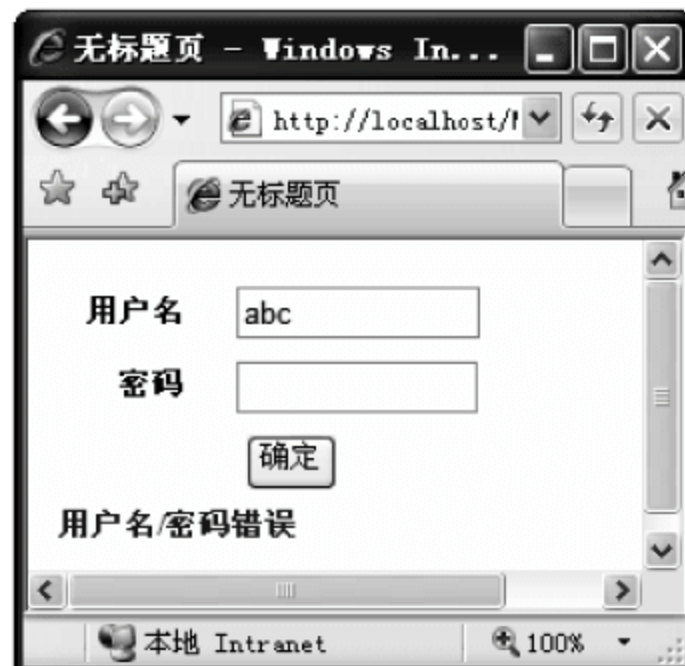 无标题页 - Windows In...
http://localhost/
无标题页
用户名 abc
密码
确定
用户名/密码错误
本地 Intranet 100%